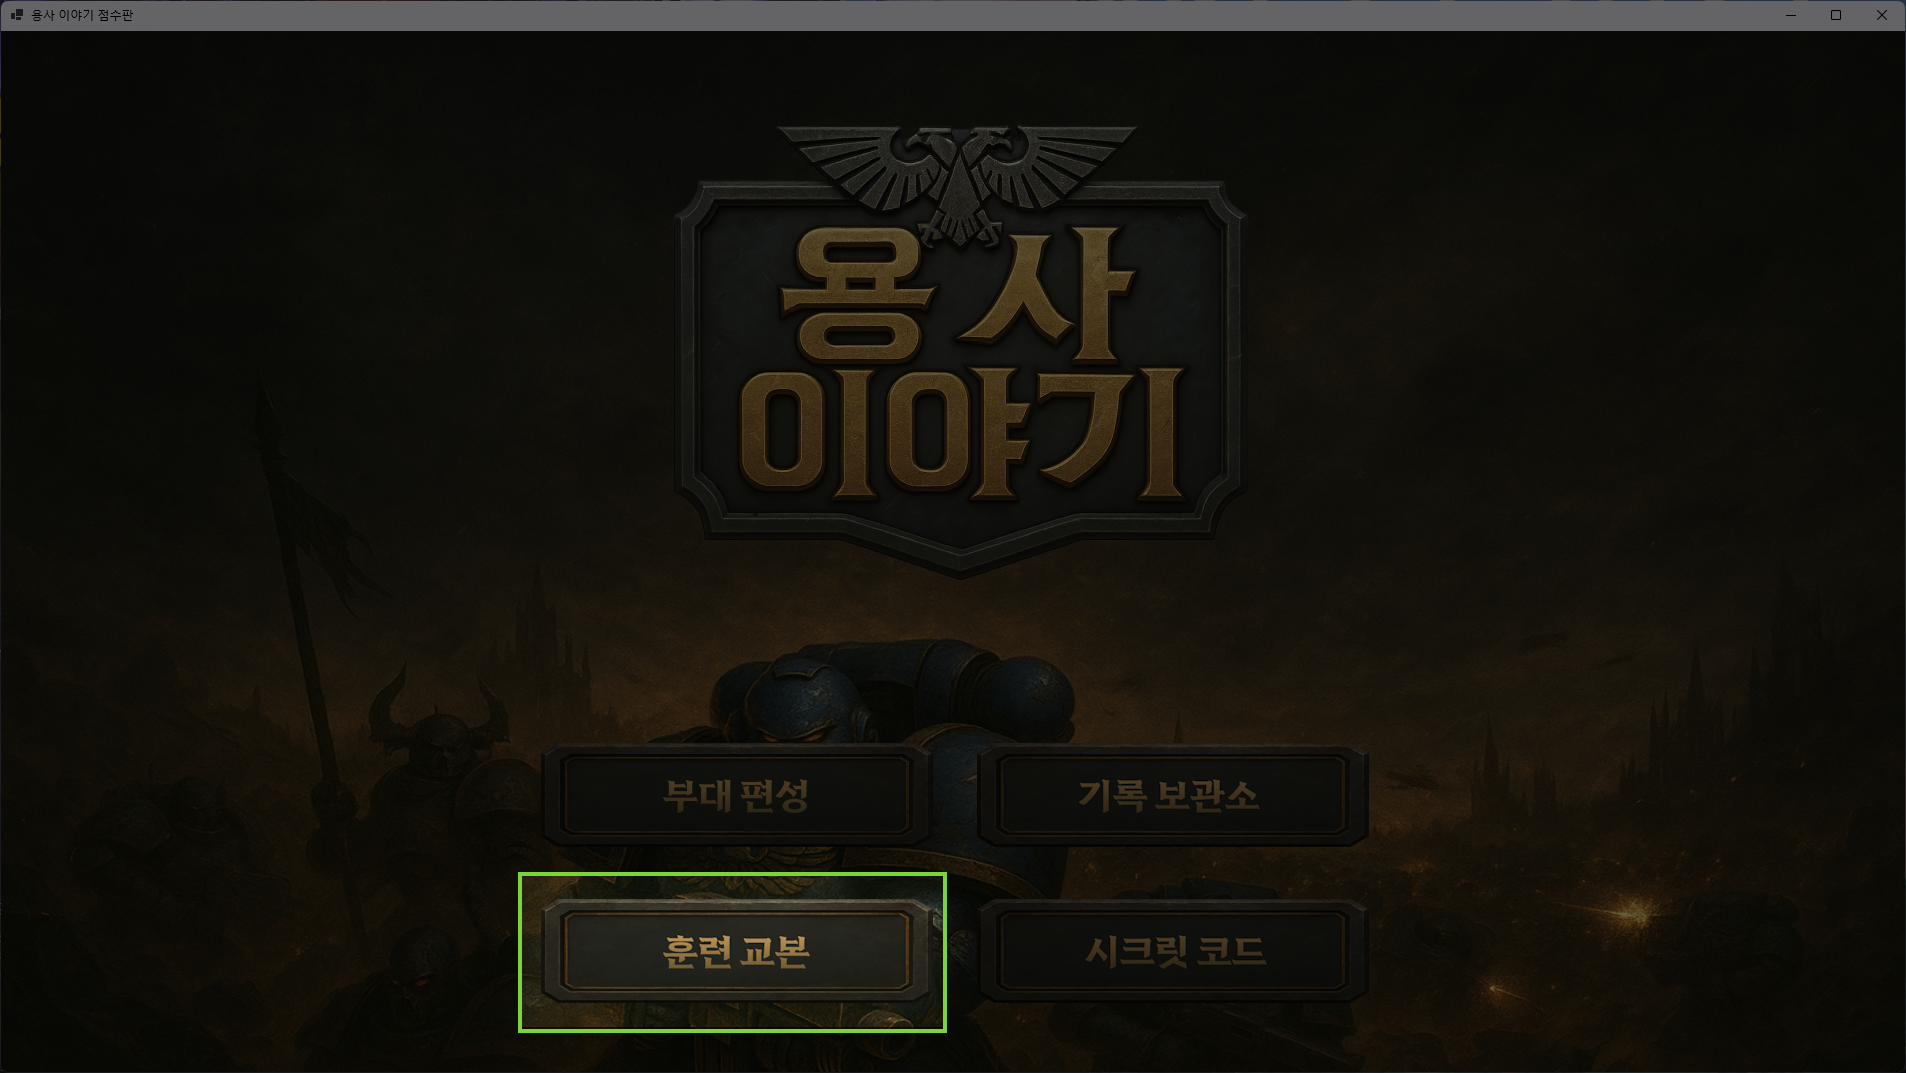 용사 이야기 점수판
용사
이야기
부대 편성
기록 보관소
훈련 교본
시크릿 코드